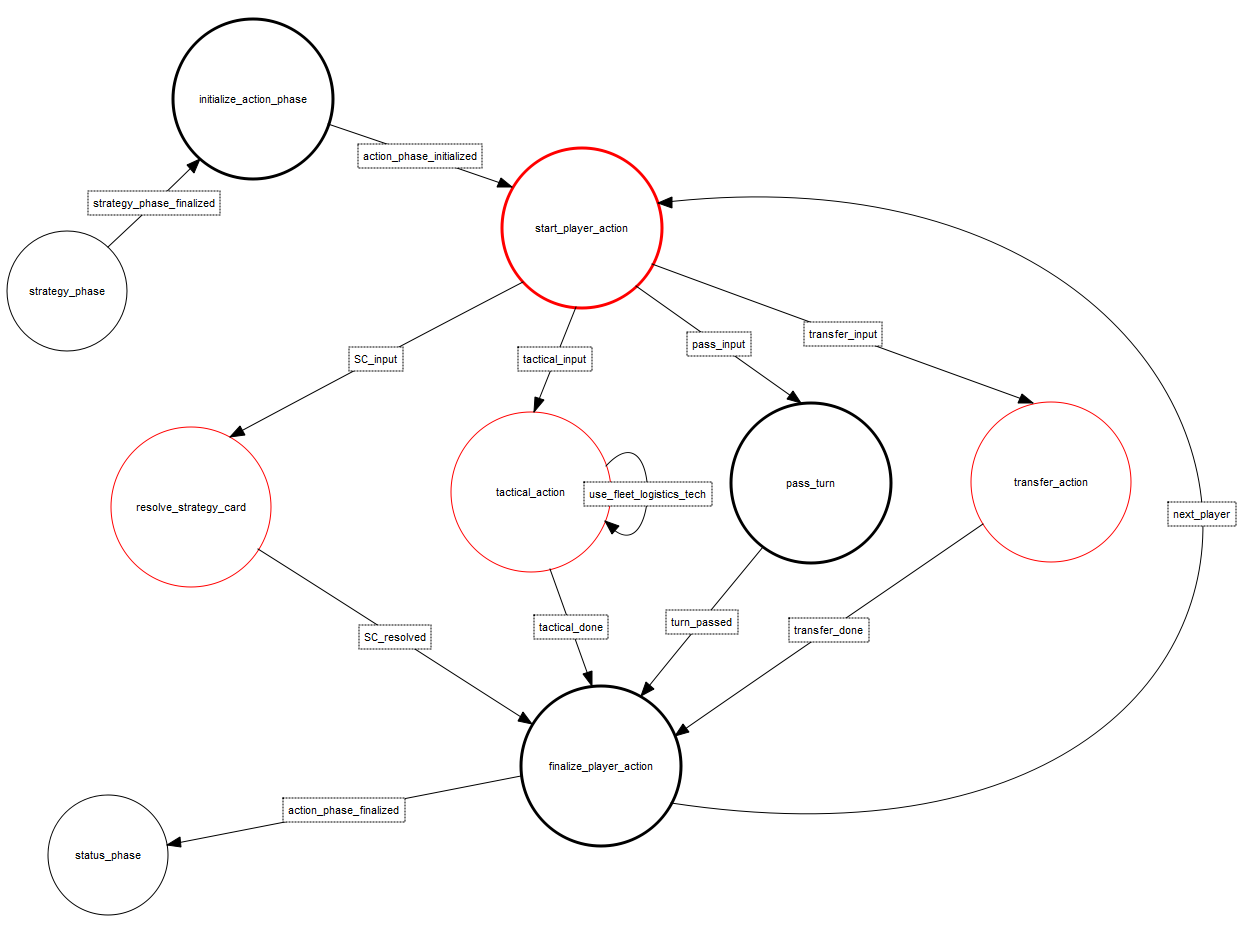 initialize_action_phase
action_phase_initialized
strategy_phase_finalized
start_player_action
strategy_phase
transfer_input
pass_input
SC_input
tactical_input
transfer_action
pass_turn
tactical_action
use_fleet_logistics_tech
resolve_strategy_card
next_player
turn_passed
tactical_done
transfer_done
SC_resolved
finalize_player_action
action_phase_finalized
status_phase